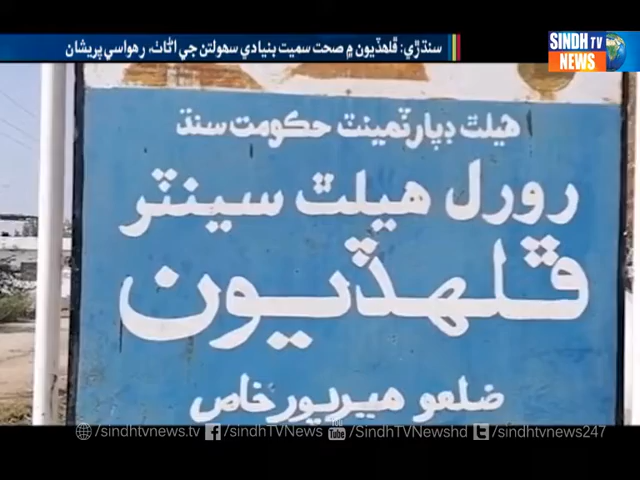 سنڌڙي: ڦلهڏيون ۾ صحت سميت بنيادي سهولتن جي اڻاٺ، رهواسي پريشان
SINDH TV
NEWS
هيلٿ ڊپارٽمينٽ حڪومت سنڌ
رورل هيلٿ سينٽر
ڦلهڏيون
ضلعو ميرپورخاص
/sindhtvnews.tv /sindhTVNews /SindhTVNewshd /sindhtvnews247